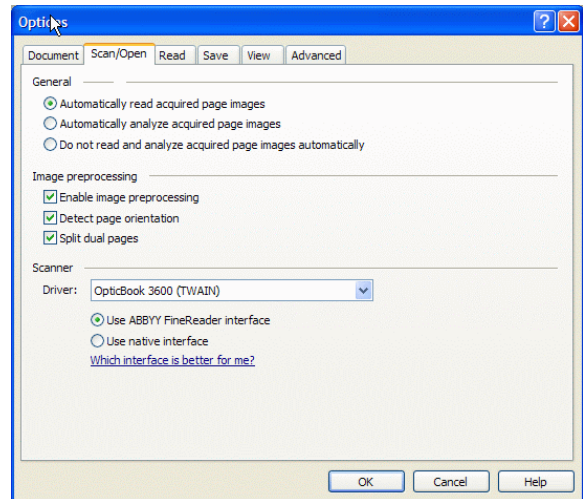 Options
Document Scan/Open Read Save View Advanced
General
Automatically read acquired page images
Automatically analyze acquired page images
Do not read and analyze acquired page images automatically
Image preprocessing
Enable image preprocessing
Detect page orientation
Split dual pages
Scanner
Driver: OpticBook 3600 (TWAIN)
Use ABBYY FineReader interface
Use native interface
Which interface is better for me?
OK Cancel Help